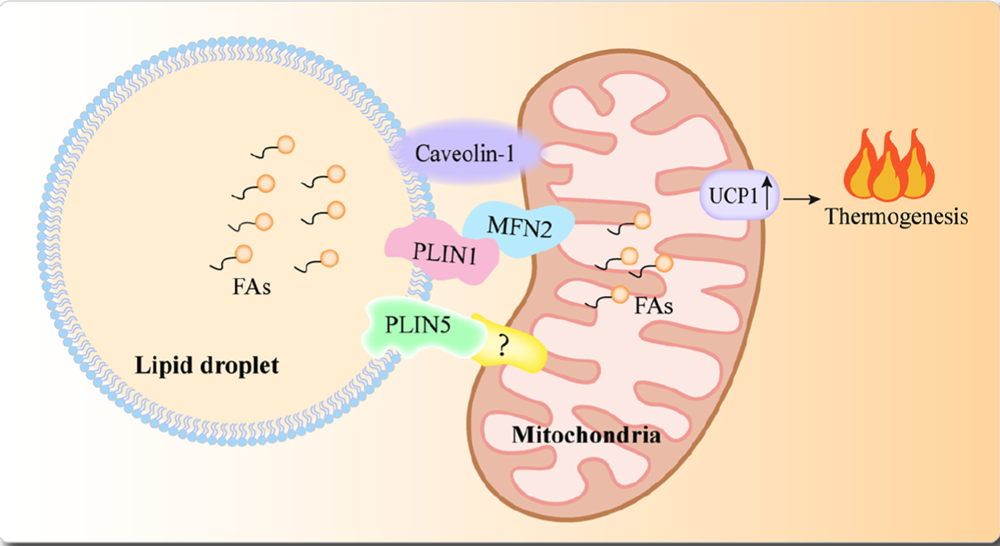 Caveolin-1
UCP1↑
Thermogenesis
MFN2
PLIN1
FAs
FAs
PLIN5
?
Lipid droplet
Mitochondria